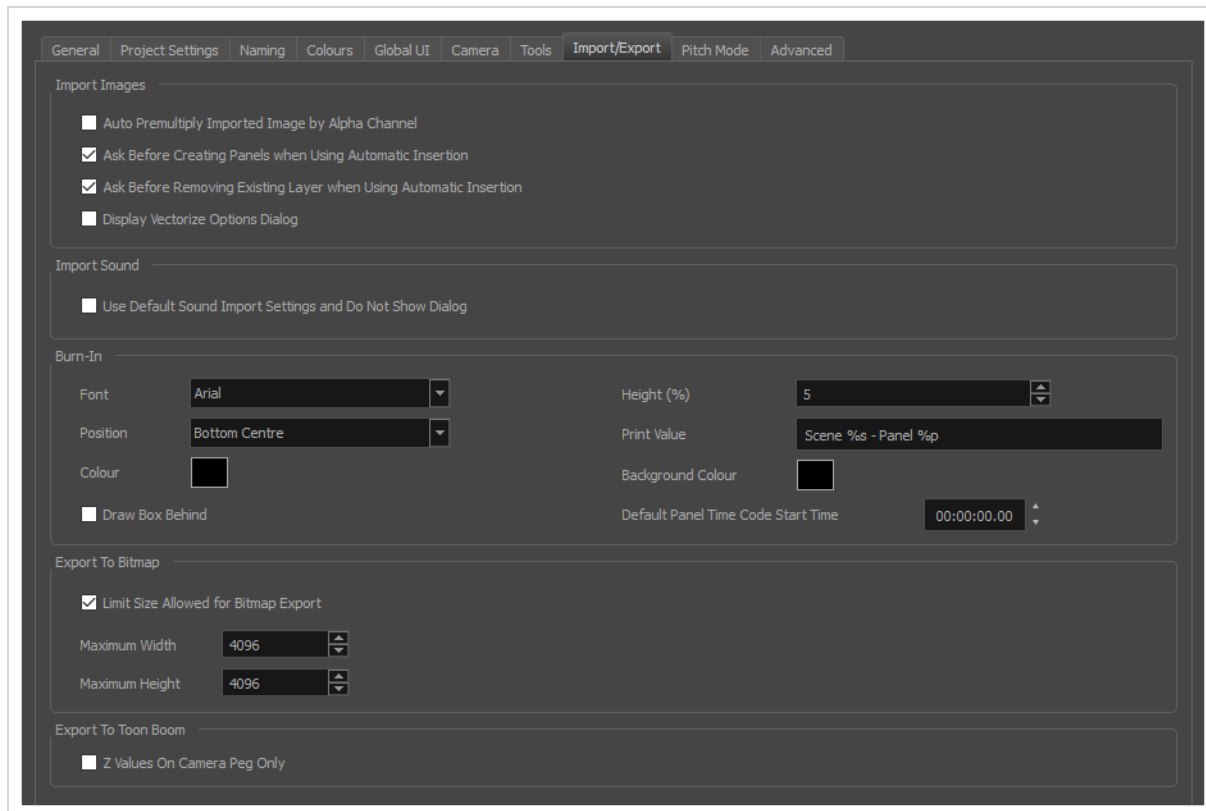 General Project Settings Naming Colours Global UI Camera Tools Import/Export Pitch Mode Advanced
Import Images
Auto Premultiply Imported Image by Alpha Channel
Ask Before Creating Panels when Using Automatic Insertion
Ask Before Removing Existing Layer when Using Automatic Insertion
Display Vectorize Options Dialog
Import Sound
Use Default Sound Import Settings and Do Not Show Dialog
Burn-In
Font Arial Height (%) 5
Position Bottom Centre Print Value Scene %s - Panel %p
Colour Background Colour
Draw Box Behind Default Panel Time Code Start Time 00:00:00.00
Export To Bitmap
Limit Size Allowed for Bitmap Export
Maximum Width 4096
Maximum Height 4096
Export To Toon Boom
Z Values On Camera Peg Only